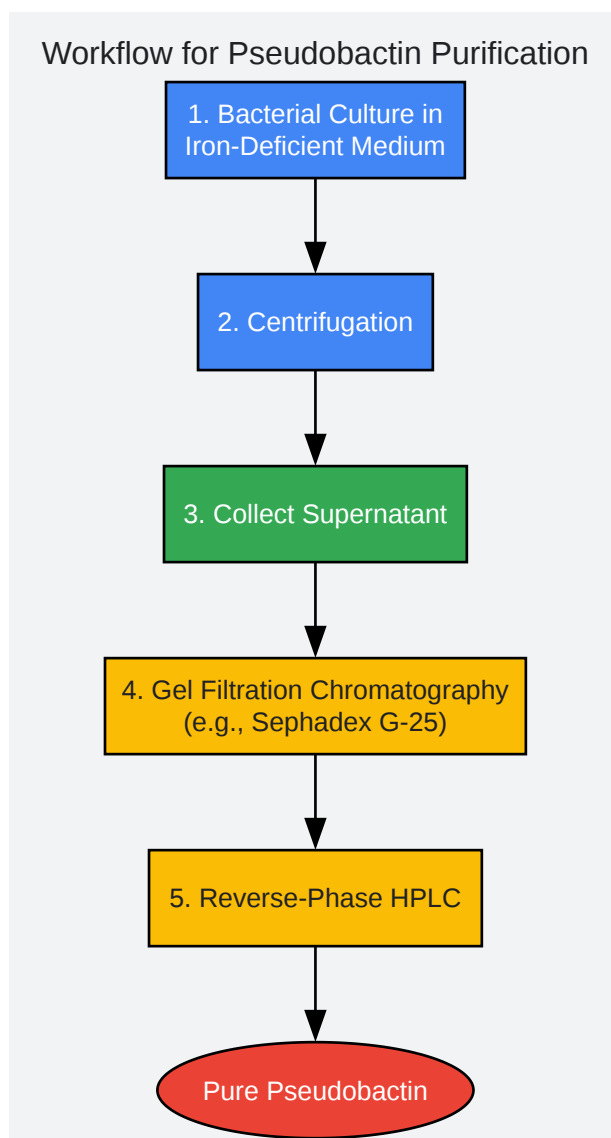 Workflow for Pseudobactin Purification
1. Bacterial Culture in
Iron-Deficient Medium
2. Centrifugation
3. Collect Supernatant
4. Gel Filtration Chromatography
(e.g., Sephadex G-25)
5. Reverse-Phase HPLC
Pure Pseudobactin